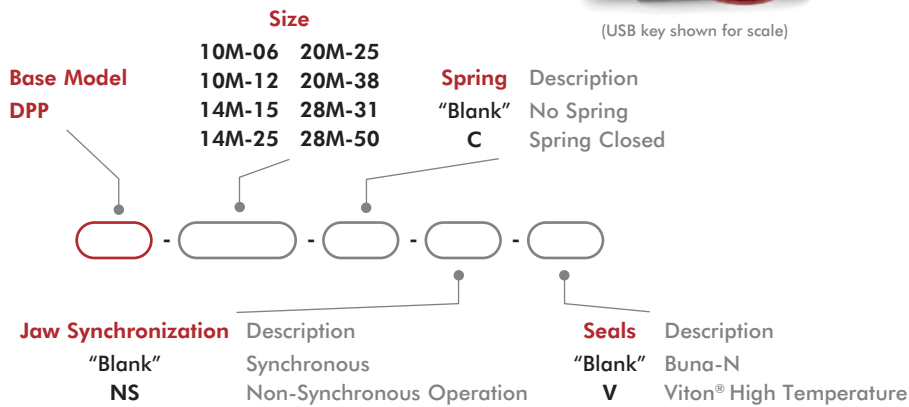 (USB key shown for scale)
Size
10M-06 20M-25
10M-12 20M-38
14M-15 28M-31
14M-25 28M-50
Base Model
DPP
Spring Description
“Blank” No Spring
C Spring Closed
- - - -
Jaw Synchronization Description
“Blank” Synchronous
NS Non-Synchronous Operation
Seals Description
“Blank” Buna-N
V Viton® High Temperature